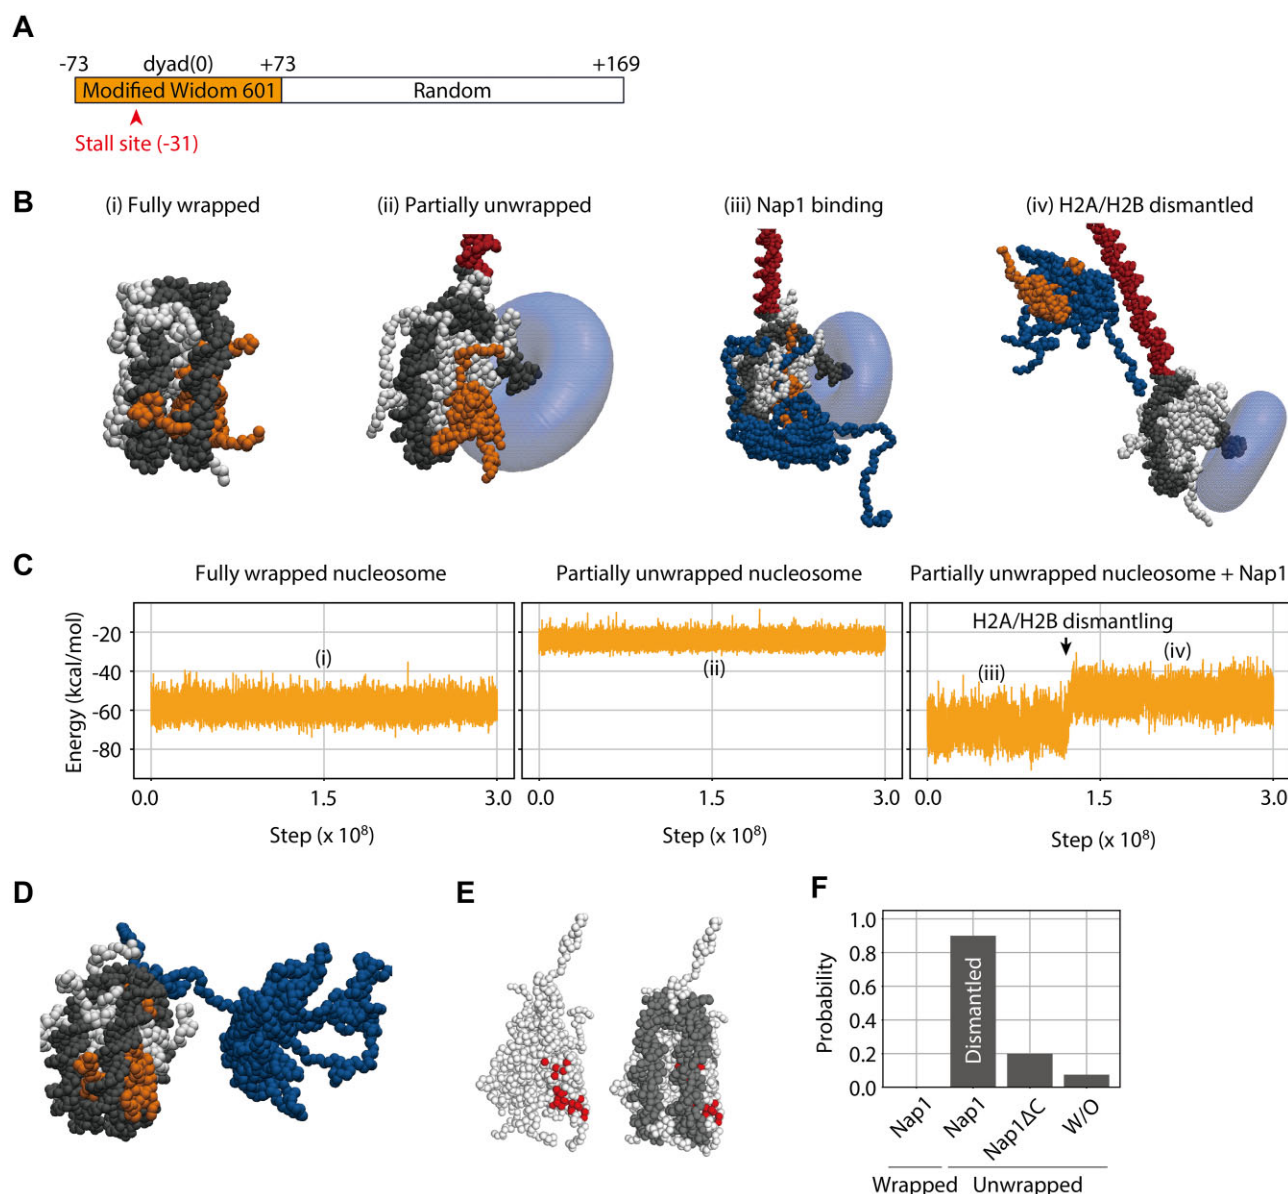 A
-73 dyad(0) +73 +169
Modified Widom 601 Random
Stall site (-31)
B
(i) Fully wrapped (ii) Partially unwrapped (iii) Nap1 binding (iv) H2A/H2B dismantled
C
Fully wrapped nucleosome Partially unwrapped nucleosome Partially unwrapped nucleosome + Nap1
Energy (kcal/mol)
-20
-40
-60
-80
(i)
(ii)
H2A/H2B dismantling
(iii)
(iv)
0.0 1.5 3.0 0.0 1.5 3.0 0.0 1.5 3.0
Step (x 10⁸) Step (x 10⁸) Step (x 10⁸)
D
E
F
Probability
1.0
0.8
0.6
0.4
0.2
0.0
Dismantled
Nap1 Nap1 Nap1ΔC W/O
Wrapped Unwrapped